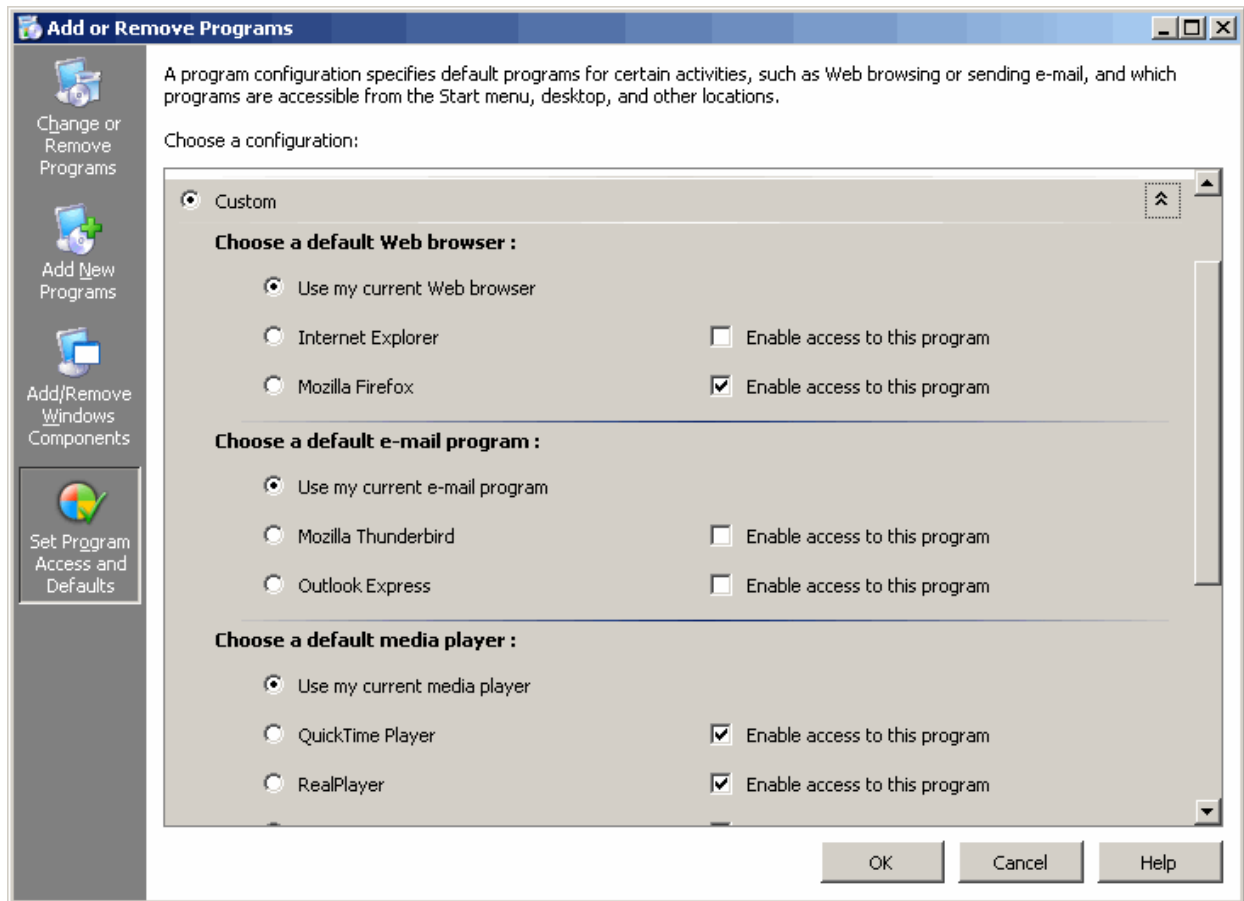 Add or Remove Programs
Change or
Remove
Programs
Add New
Programs
Add/Remove
Windows
Components
Set Program
Access and
Defaults
A program configuration specifies default programs for certain activities, such as Web browsing or sending e-mail, and which
programs are accessible from the Start menu, desktop, and other locations.
Choose a configuration:
Custom
Choose a default Web browser :
Use my current Web browser
Internet Explorer Enable access to this program
Mozilla Firefox Enable access to this program
Choose a default e-mail program :
Use my current e-mail program
Mozilla Thunderbird Enable access to this program
Outlook Express Enable access to this program
Choose a default media player :
Use my current media player
QuickTime Player Enable access to this program
RealPlayer Enable access to this program
OK Cancel Help